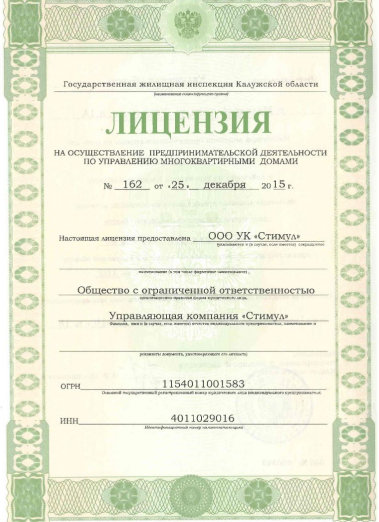 Государственная жилищная инспекция Калужской области
(наименование лицензирующего органа)
ЛИЦЕНЗИЯ
НА ОСУЩЕСТВЛЕНИЕ ПРЕДПРИНИМАТЕЛЬСКОЙ ДЕЯТЕЛЬНОСТИ
ПО УПРАВЛЕНИЮ МНОГОКВАРТИРНЫМИ ДОМАМИ
№ 162 от «25» декабря 2015 г.
Настоящая лицензия предоставлена ООО УК «Стимул»
(указывается в случае, если имеется) сокращенное
наименование (в том числе фирменное наименование),
Общество с ограниченной ответственностью
организационно-правовая форма юридического лица,
Управляющая компания «Стимул»
Фамилия, имя и (в случае, если имеется) отчество индивидуального предпринимателя, наименование и
реквизиты документа, удостоверяющего его личность)
ОГРН 1154011001583
Основной государственный регистрационный номер юридического лица (индивидуального предпринимателя)
ИНН 4011029016
Идентификационный номер налогоплательщика)